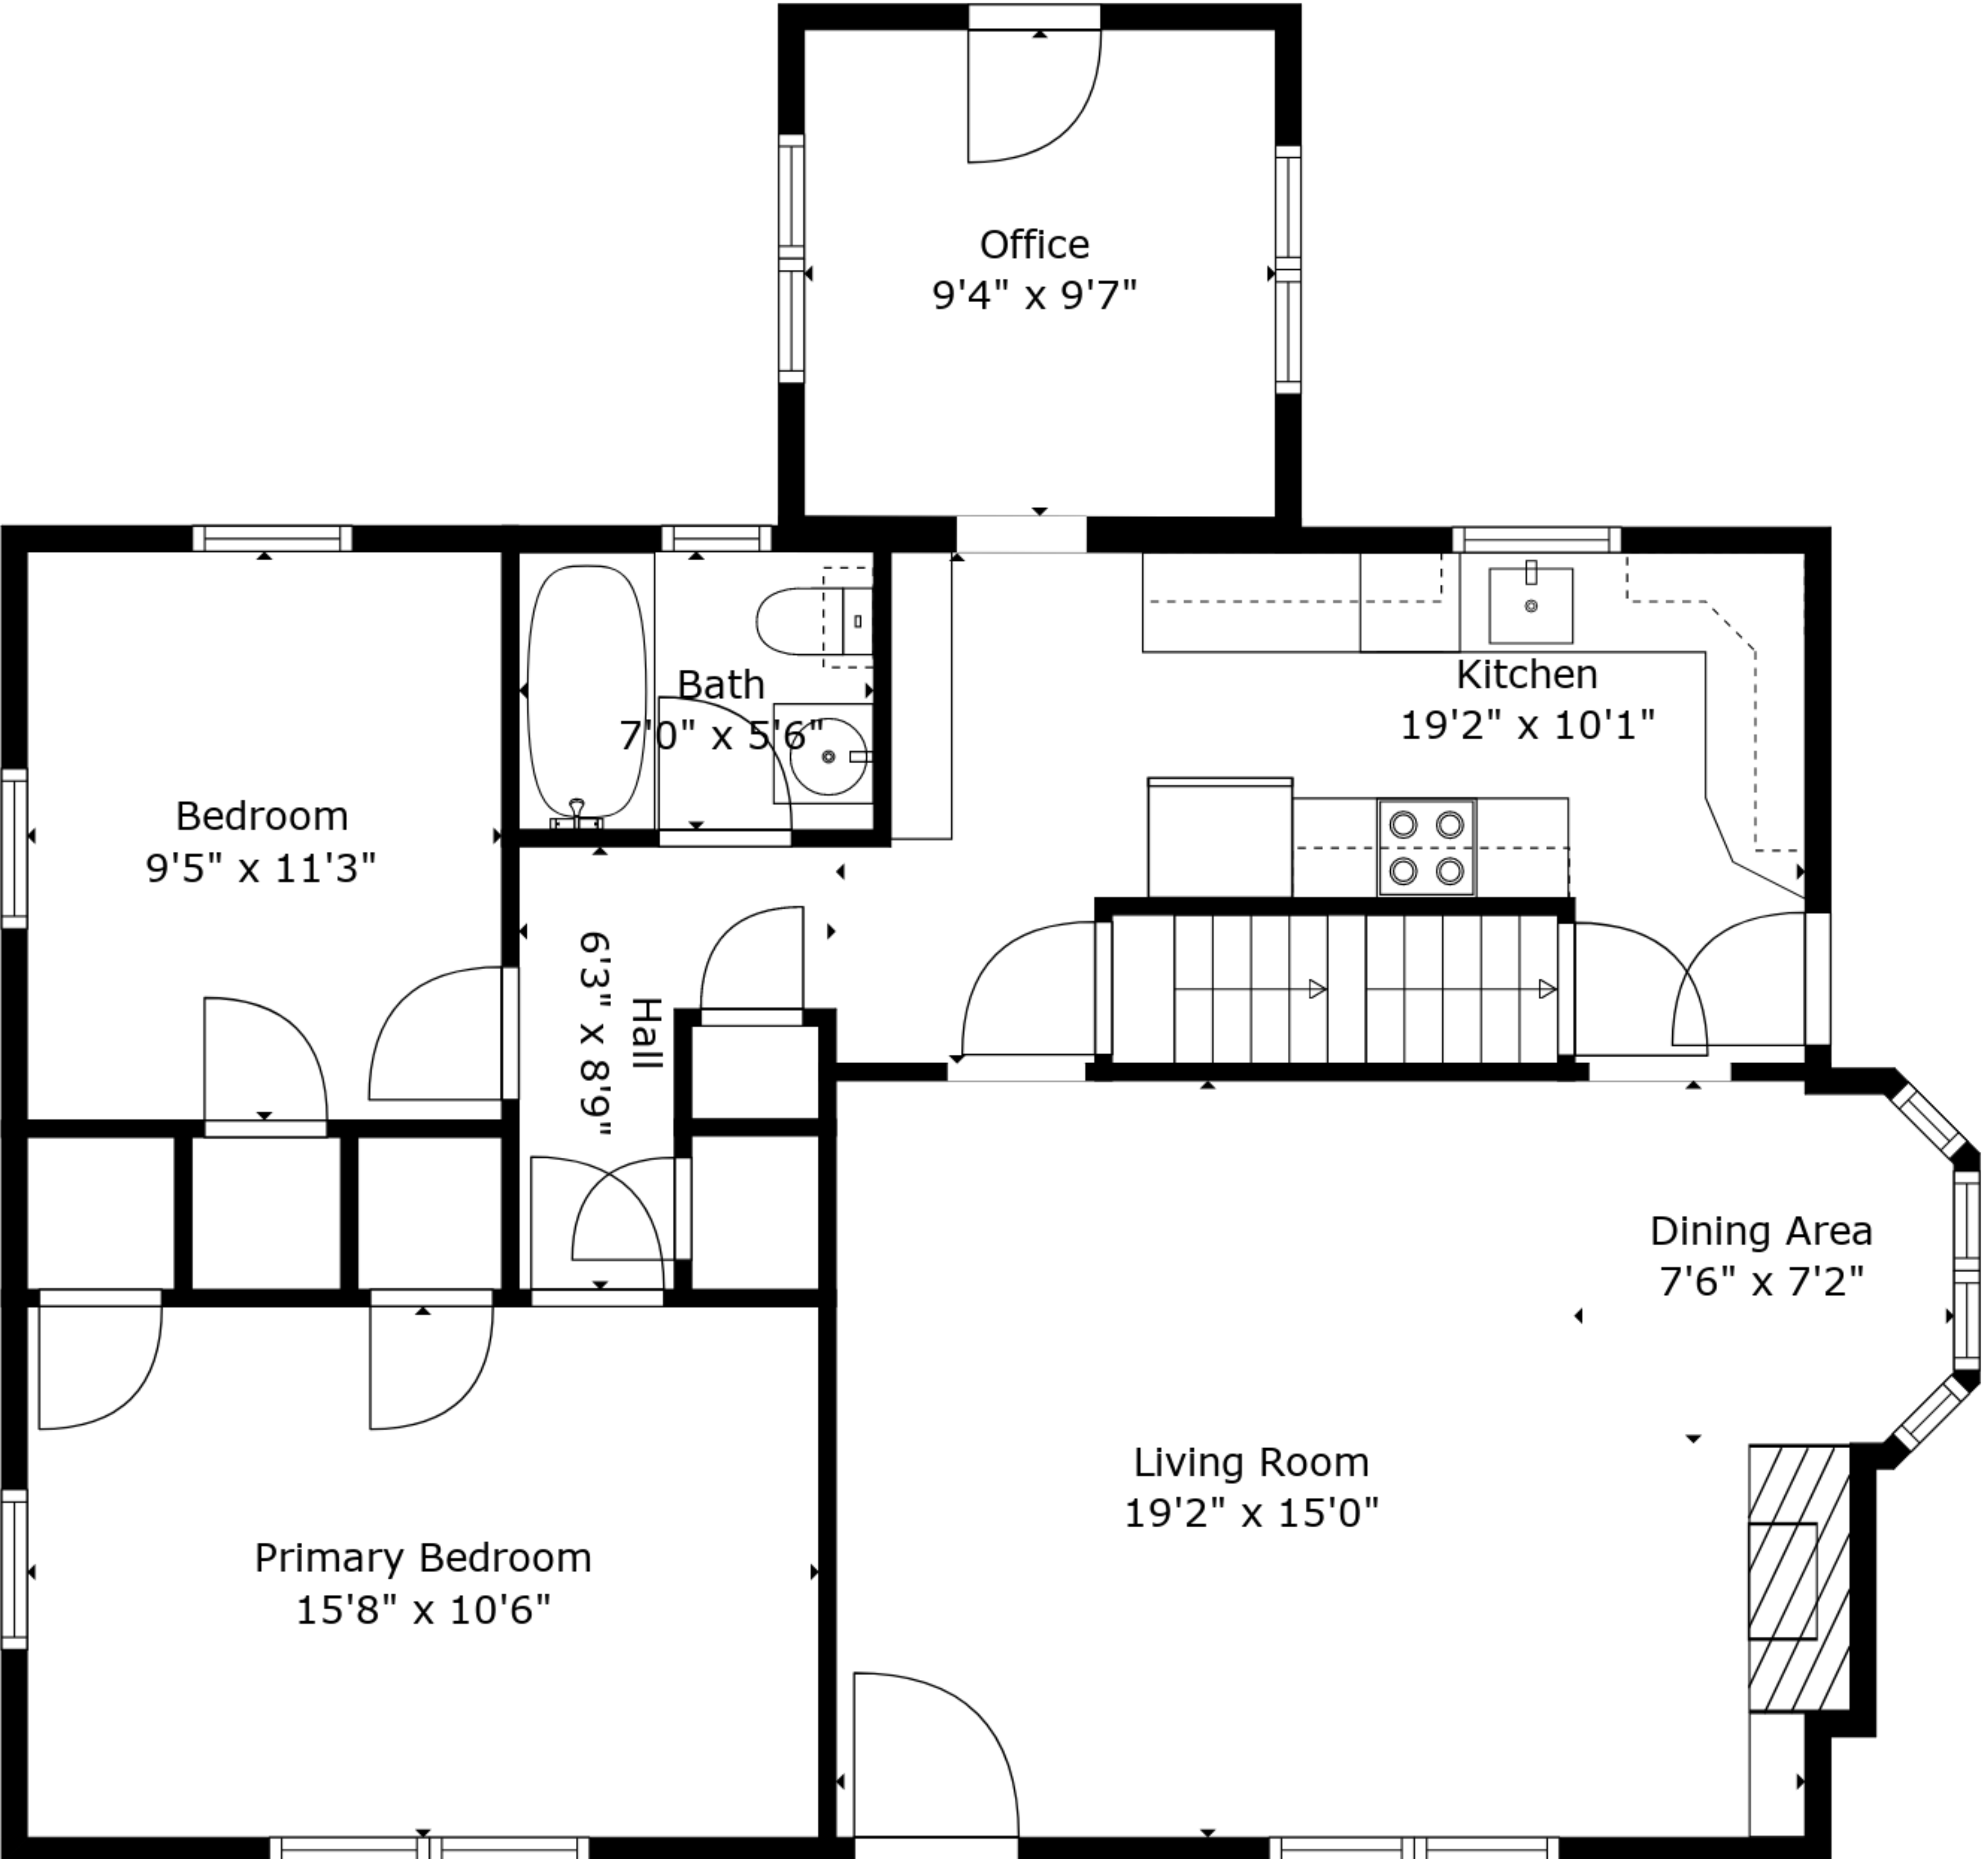 Office
9'4" x 9'7"
Kitchen
19'2" x 10'1"
Bath
7'0" x 5'6"
Bedroom
9'5" x 11'3"
Hall
6'3" x 8'9"
Dining Area
7'6" x 7'2"
Living Room
19'2" x 15'0"
Primary Bedroom
15'8" x 10'6"